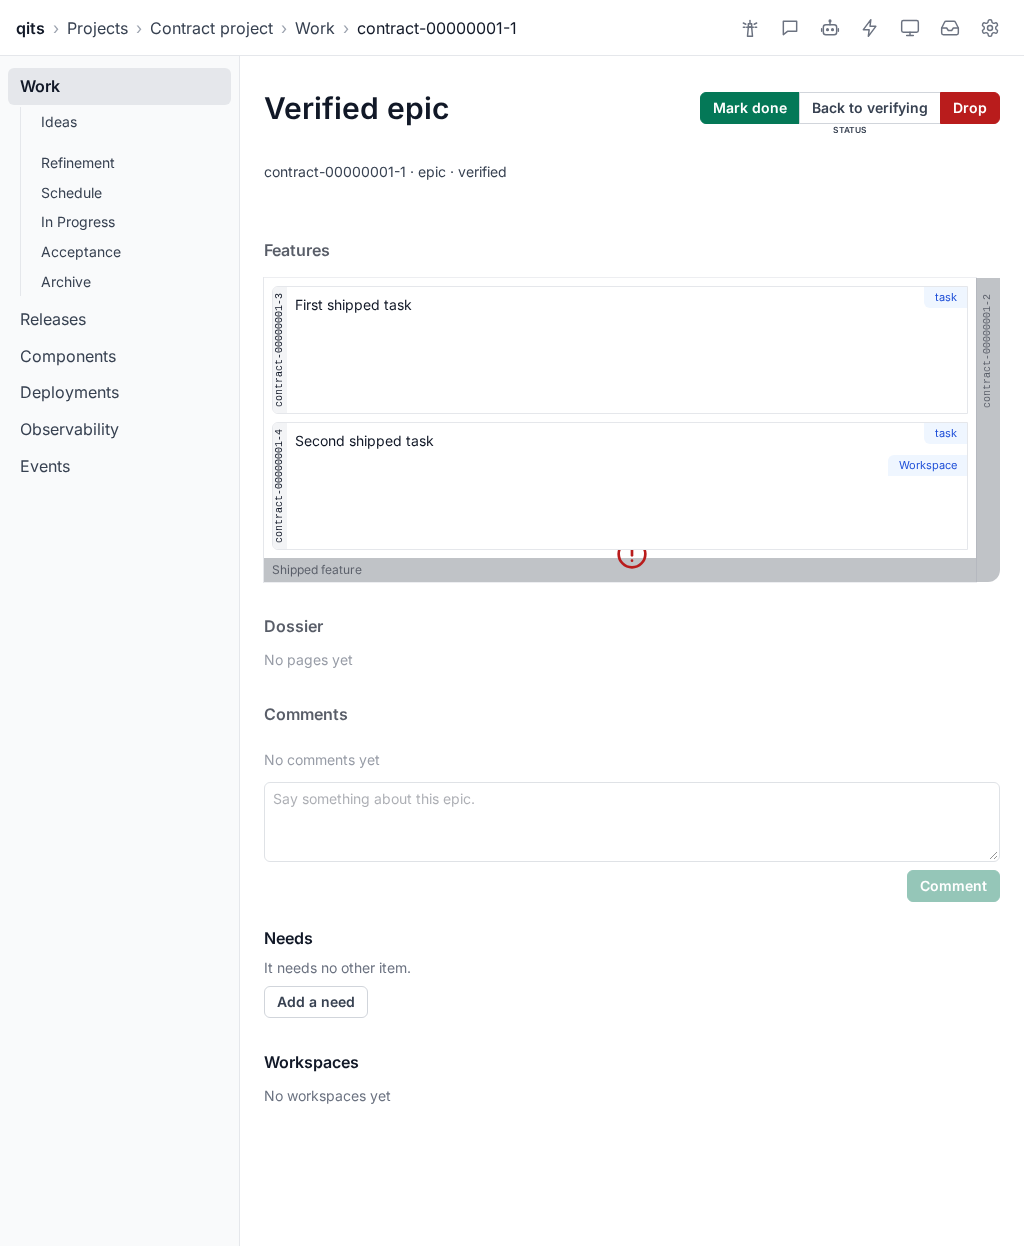 qits › Projects › Contract project › Work › contract-00000001-1
Work
Ideas
Refinement
Schedule
In Progress
Acceptance
Archive
Releases
Components
Deployments
Observability
Events
Verified epic
Mark done
Back to verifying
Drop
STATUS
contract-00000001-1 · epic · verified
Features
contract-00000001-3
First shipped task
task
contract-00000001-2
contract-00000001-4
Second shipped task
task
Workspace
Shipped feature
Dossier
No pages yet
Comments
No comments yet
Say something about this epic.
Comment
Needs
It needs no other item.
Add a need
Workspaces
No workspaces yet